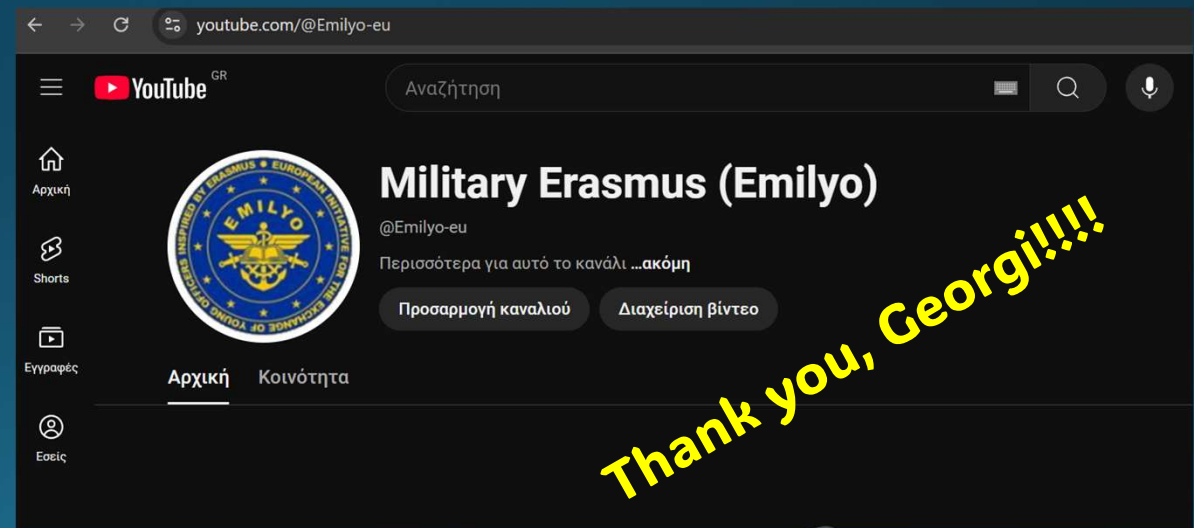 youtube.com/@Emilyo-eu
YouTube GR
Αναζήτηση
Αρχική
Shorts
Εγγραφές
Εσείς
EUROPEAN INITIATIVE FOR THE EXCHANGE OF YOUNG OFFICERS INSPIRED BY ERASMUS
EMILYO
Military Erasmus (Emilyo)
@Emilyo-eu
Περισσότερα για αυτό το κανάλι ...ακόμη
Προσαρμογή καναλιού Διαχείριση βίντεο
Αρχική Κοινότητα
Thank you, Georgi!!!!